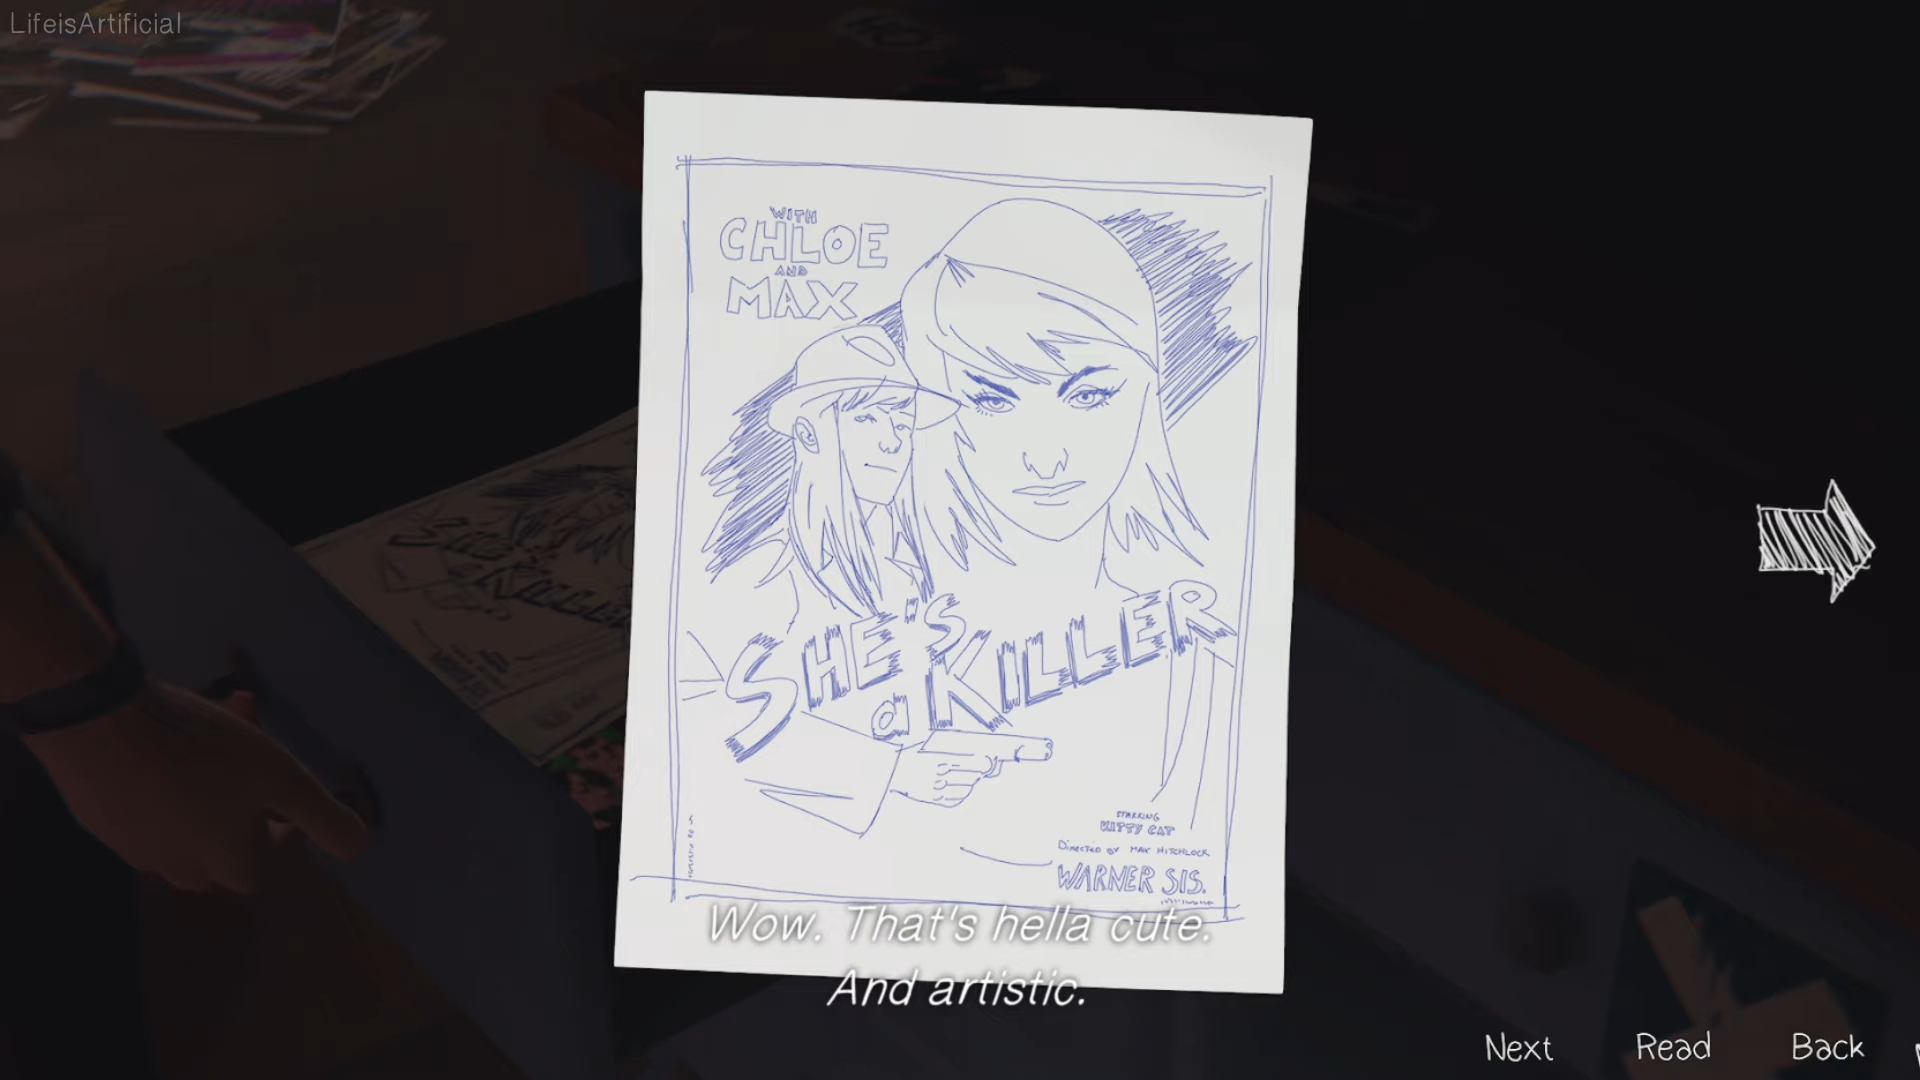 LifeisArtificial
WITH
CHLOE
AND
MAX
SHE'S
a KILLER
STARRING
KITTY CAT
DIRECTED BY MAX HITCHLOCK
WARNER SIS.
Wow. That's hella cute.
And artistic.
Next Read Back